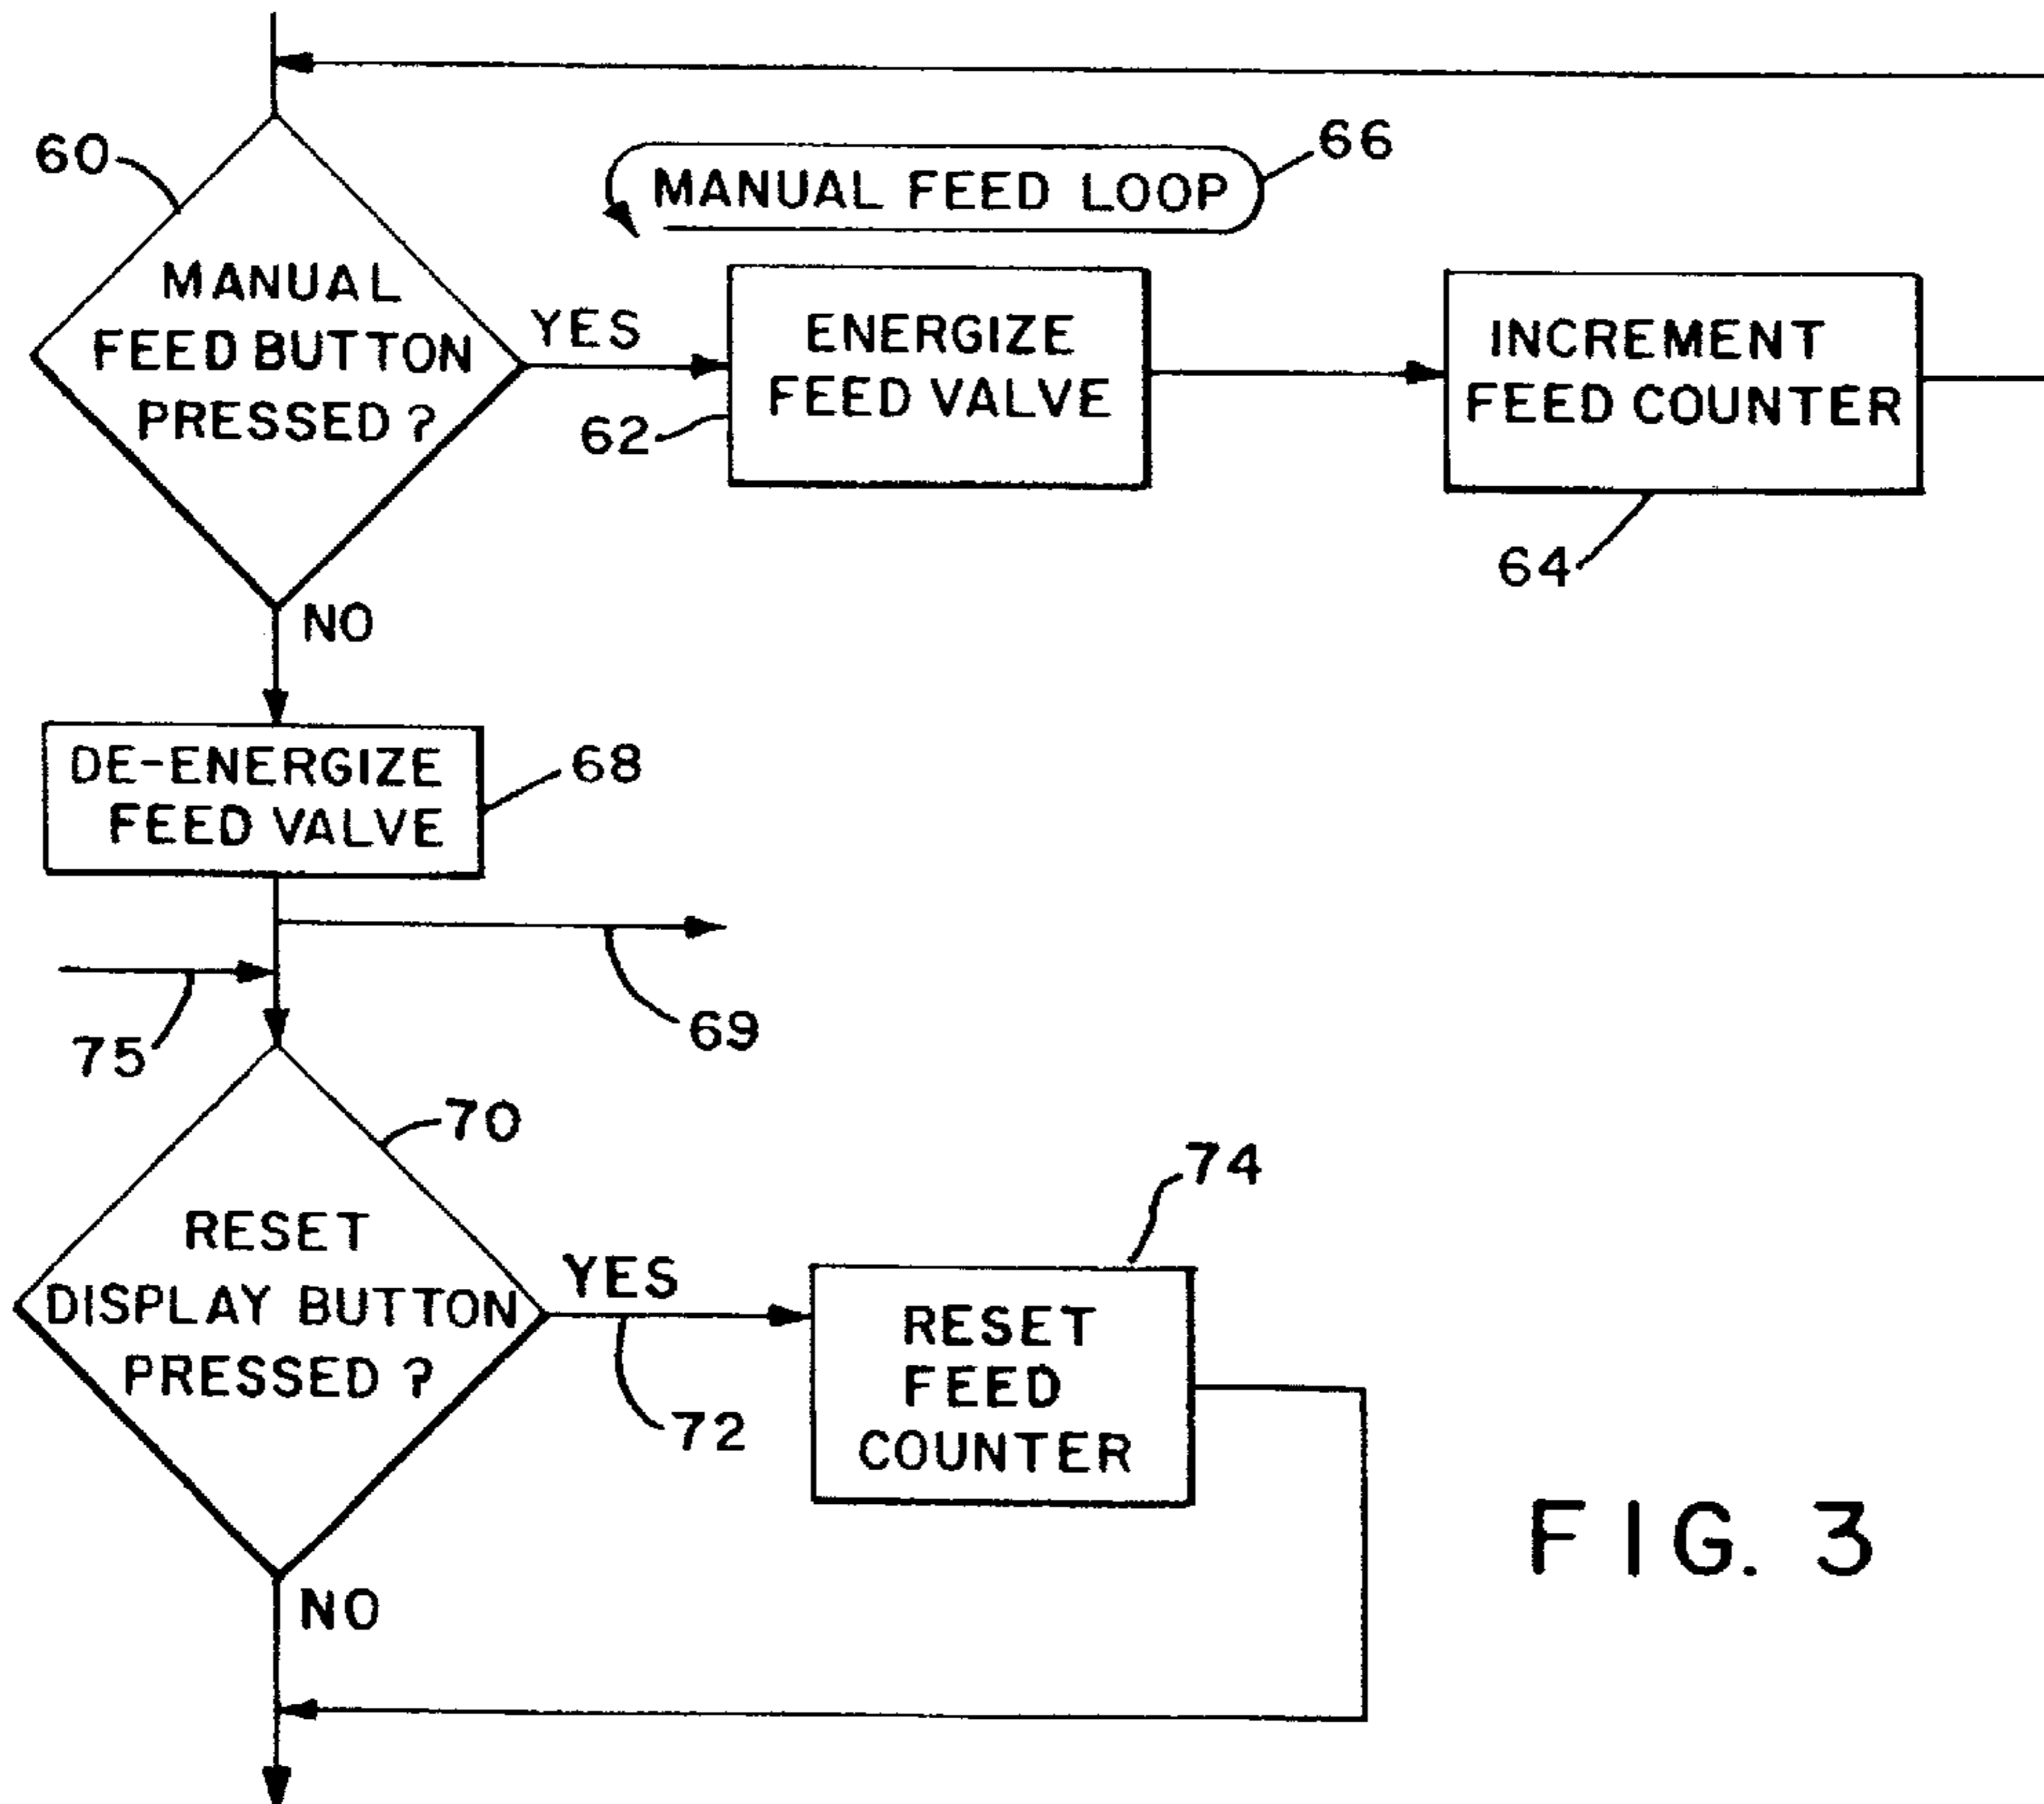 60
66
MANUAL FEED LOOP
MANUAL
FEED BUTTON
PRESSED ?
YES
ENERGIZE
FEED VALVE
62
INCREMENT
FEED COUNTER
64
NO
DE-ENERGIZE
FEED VALVE
68
69
75
70
RESET
DISPLAY BUTTON
PRESSED ?
YES
72
74
RESET
FEED
COUNTER
NO
FIG. 3